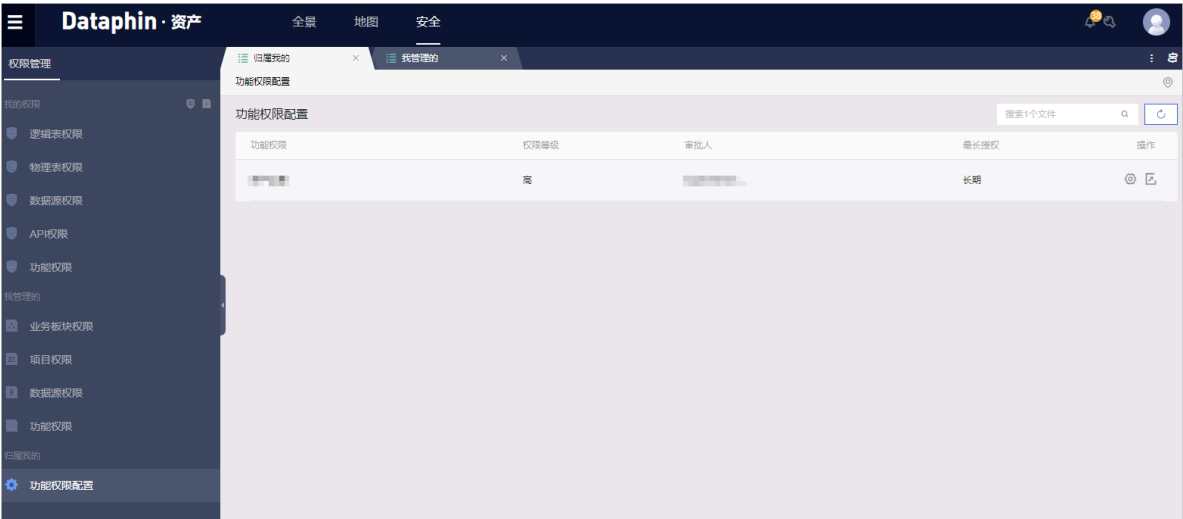 Dataphin · 资产
全景
地图
安全
38
权限管理
归属我的
我管理的
功能权限配置
我的权限
逻辑表权限
物理表权限
数据源权限
API权限
功能权限
我管理的
业务板块权限
项目权限
数据源权限
功能权限
归属我的
功能权限配置
功能权限配置
搜索1个文件
功能权限
权限等级
审批人
最长授权
操作
高
长期